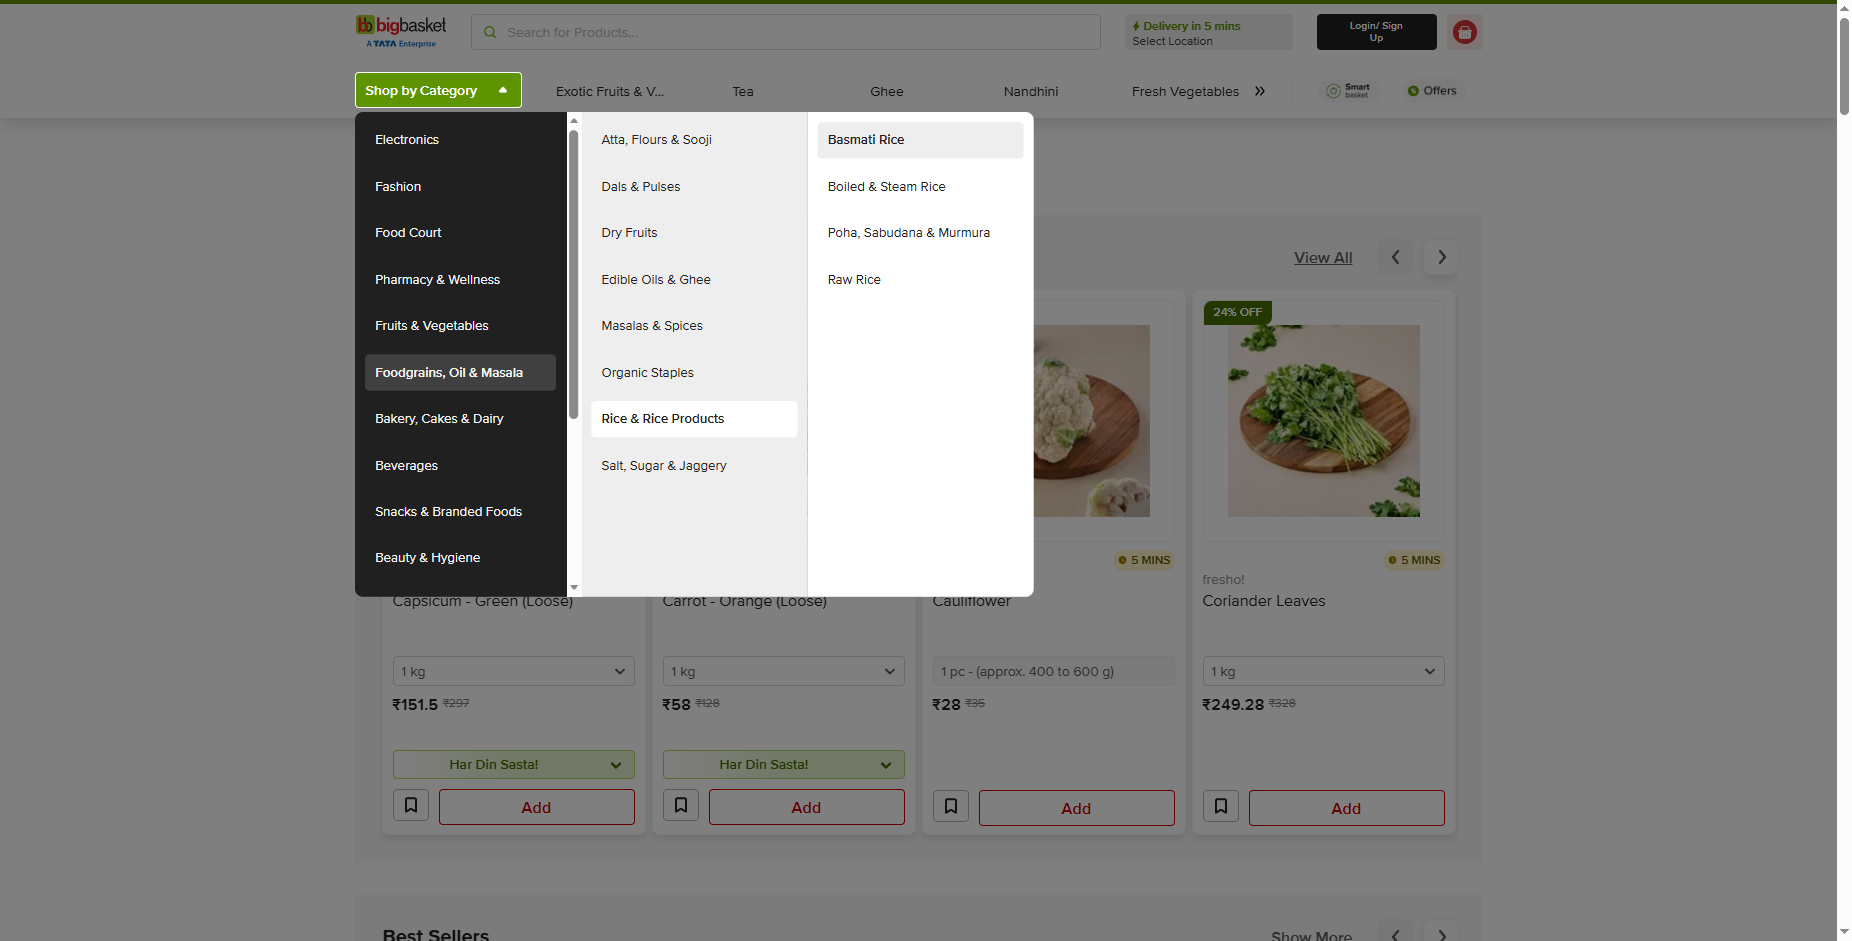 bb bigbasket
A TATA Enterprise
Search for Products...
Delivery in 5 mins
Select Location
Login/ Sign
Up
Shop by Category
Exotic Fruits & V...
Tea
Ghee
Nandhini
Fresh Vegetables
Smart
basket
Offers
Electronics
Fashion
Food Court
Pharmacy & Wellness
Fruits & Vegetables
Foodgrains, Oil & Masala
Bakery, Cakes & Dairy
Beverages
Snacks & Branded Foods
Beauty & Hygiene
Atta, Flours & Sooji
Dals & Pulses
Dry Fruits
Edible Oils & Ghee
Masalas & Spices
Organic Staples
Rice & Rice Products
Salt, Sugar & Jaggery
Basmati Rice
Boiled & Steam Rice
Poha, Sabudana & Murmura
Raw Rice
View All
24% OFF
5 MINS
5 MINS
fresho!
Capsicum - Green (Loose)
Carrot - Orange (Loose)
Cauliflower
Coriander Leaves
1 kg
1 kg
1 pc - (approx. 400 to 600 g)
1 kg
₹151.5 ₹297
₹58 ₹128
₹28 ₹35
₹249.28 ₹328
Har Din Sasta!
Har Din Sasta!
Add
Add
Add
Add
Best Sellers
Show More